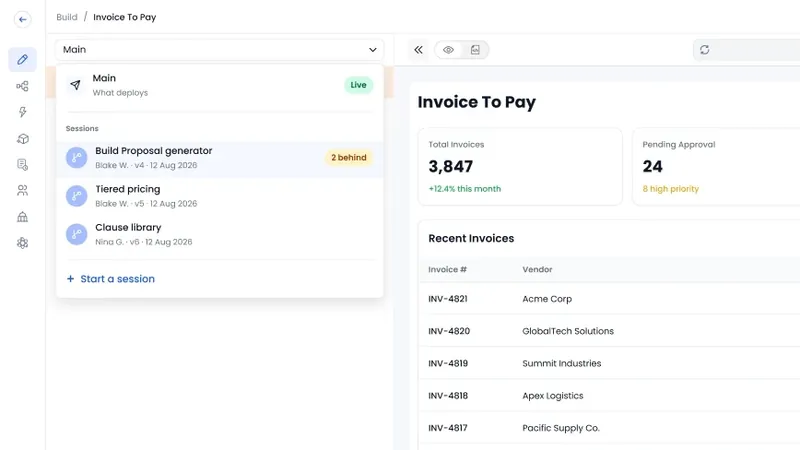 Build / Invoice To Pay
Main
Main
What deploys
Live
Sessions
Build Proposal generator
Blake W. · v4 · 12 Aug 2026
2 behind
Tiered pricing
Blake W. · v5 · 12 Aug 2026
Clause library
Nina G. · v6 · 12 Aug 2026
+ Start a session
Invoice To Pay
Total Invoices
3,847
+12.4% this month
Pending Approval
24
8 high priority
Recent Invoices
Invoice # Vendor
INV-4821 Acme Corp
INV-4820 GlobalTech Solutions
INV-4819 Summit Industries
INV-4818 Apex Logistics
INV-4817 Pacific Supply Co.